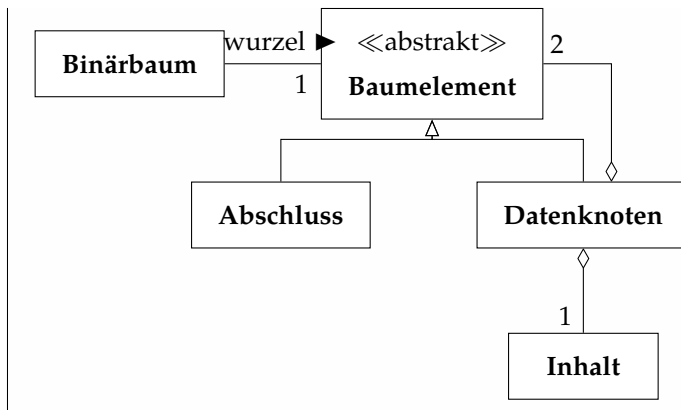 wurzel ►
≪abstrakt≫
2
Binärbaum
1
Baumelement
Abschluss
Datenknoten
1
Inhalt